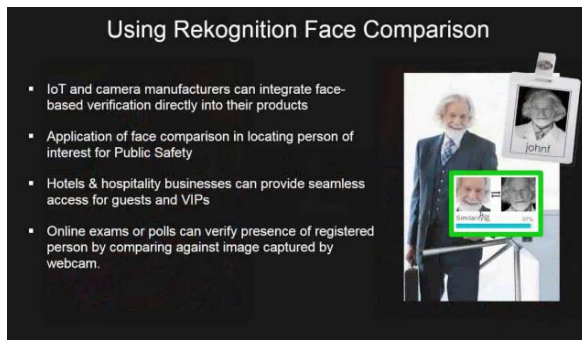 Using Rekognition Face Comparison
▪ IoT and camera manufacturers can integrate face-
based verification directly into their products
▪ Application of face comparison in locating person of
interest for Public Safety
▪ Hotels & hospitality businesses can provide seamless
access for guests and VIPs
▪ Online exams or polls can verify presence of registered
person by comparing against image captured by
webcam.
johnf
Similarity